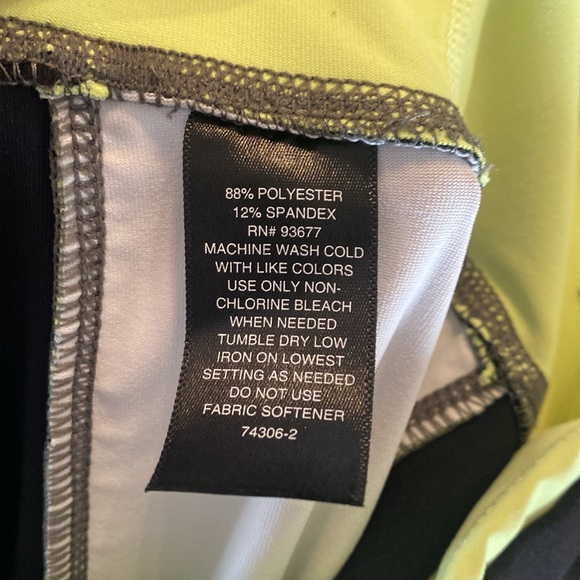 88% POLYESTER
12% SPANDEX
RN# 93677
MACHINE WASH COLD
WITH LIKE COLORS
USE ONLY NON-
CHLORINE BLEACH
WHEN NEEDED
TUMBLE DRY LOW
IRON ON LOWEST
SETTING AS NEEDED
DO NOT USE
FABRIC SOFTENER
74306-2